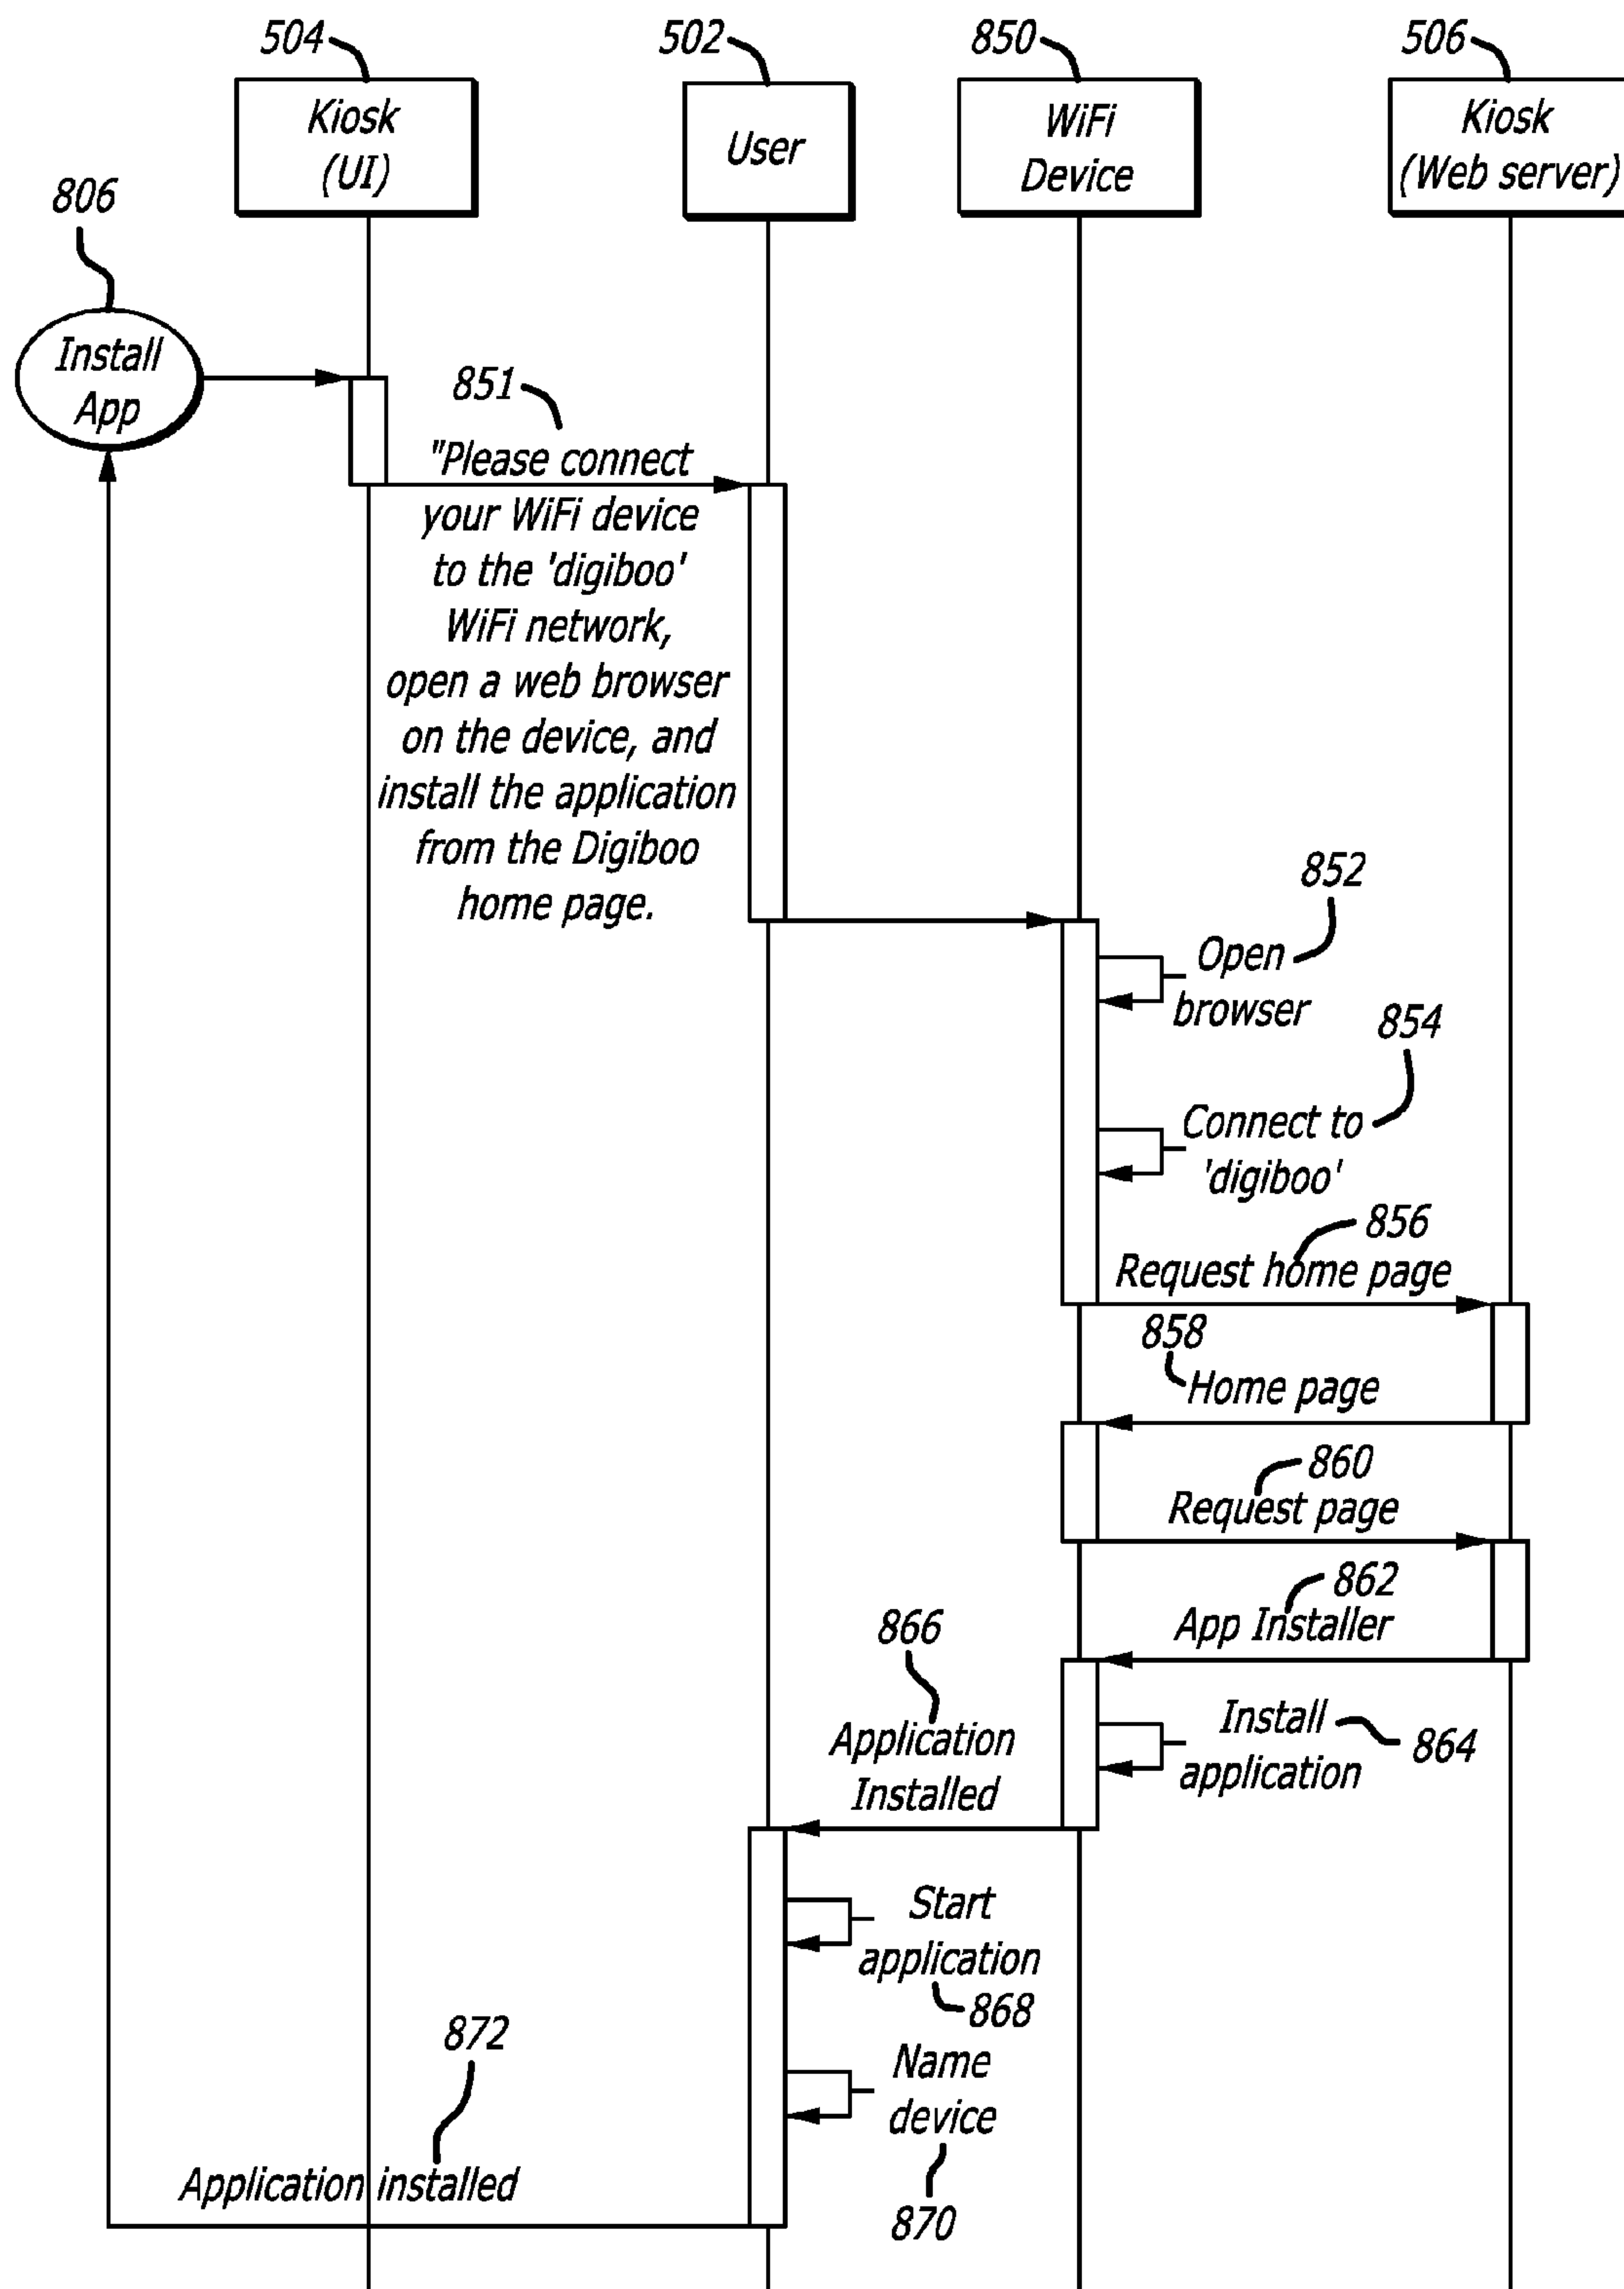 504
502
850
506
Kiosk
(UI)
User
WiFi
Device
Kiosk
(Web server)
806
Install
App
851
"Please connect
your WiFi device
to the 'digiboo'
WiFi network,
open a web browser
on the device, and
install the application
from the Digiboo
home page.
852
Open
browser
854
Connect to
'digiboo'
856
Request home page
858
Home page
860
Request page
862
App Installer
866
Application
Installed
Install
application
864
Start
application
868
Name
device
870
872
Application installed